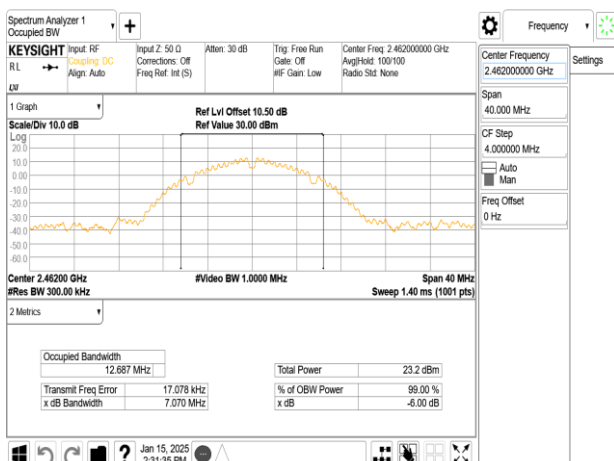 Spectrum Analyzer 1
Occupied BW
+
Frequency
KEYSIGHT
RL
LXI
Input: RF
Coupling: DC
Align: Auto
Input Z: 50 Ω
Corrections: Off
Freq Ref: Int (S)
Atten: 30 dB
Trig: Free Run
Gate: Off
#IF Gain: Low
Center Freq: 2.462000000 GHz
Avg|Hold: 100/100
Radio Std: None
Center Frequency
2.462000000 GHz
Settings
Span
40.000 MHz
CF Step
4.000000 MHz
Auto
Man
Freq Offset
0 Hz
1 Graph
Scale/Div 10.0 dB
Ref Lvl Offset 10.50 dB
Ref Value 30.00 dBm
Log
20.0
10.0
0.00
-10.0
-20.0
-30.0
-40.0
-50.0
-60.0
Center 2.46200 GHz
#Video BW 1.0000 MHz
Span 40 MHz
#Res BW 300.00 kHz
Sweep 1.40 ms (1001 pts)
2 Metrics
Occupied Bandwidth
12.687 MHz
Total Power 23.2 dBm
Transmit Freq Error 17.078 kHz
% of OBW Power 99.00 %
x dB Bandwidth 7.070 MHz
x dB -6.00 dB
?
Jan 15, 2025
2:31:35 PM